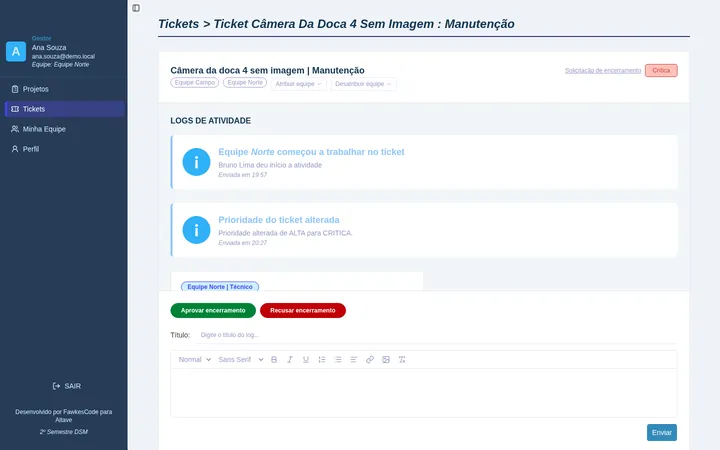 A
Gestor
Ana Souza
ana.souza@demo.local
Equipe: Equipe Norte
Projetos
Tickets
Minha Equipe
Perfil
SAIR
Desenvolvido por FawkesCode para
Altave
2º Semestre DSM
Tickets > Ticket Câmera Da Doca 4 Sem Imagem : Manutenção
Câmera da doca 4 sem imagem | Manutenção
Solicitação de encerramento
Crítica
Equipe Campo
Equipe Norte
Atribuir equipe
Desatribuir equipe
LOGS DE ATIVIDADE
Equipe Norte começou a trabalhar no ticket
Bruno Lima deu início a atividade
Enviada em 19:57
Prioridade do ticket alterada
Prioridade alterada de ALTA para CRITICA.
Enviada em 20:27
Equipe Norte | Técnico
Aprovar encerramento
Recusar encerramento
Título:
Digite o título do log...
Normal
Sans Serif
Enviar